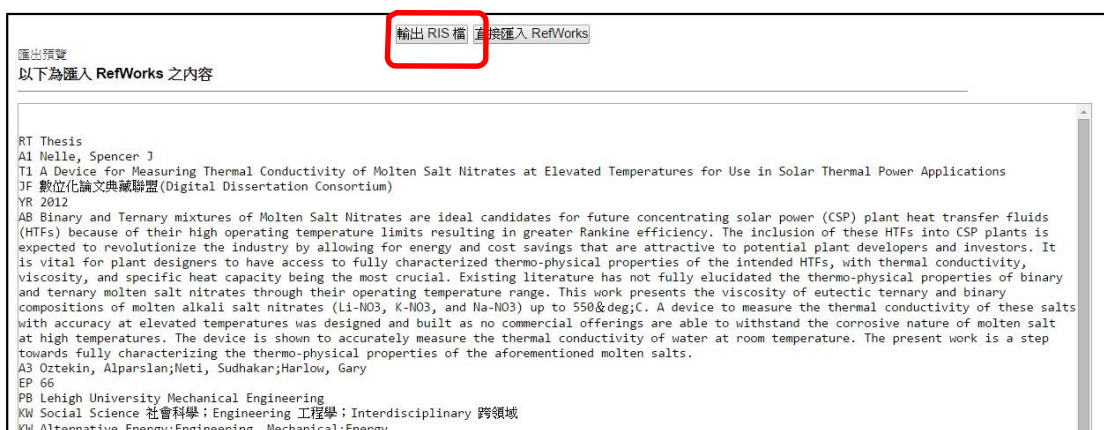 輸出 RIS 檔 直接匯入 RefWorks
匯出預覽
以下為匯入 RefWorks 之內容
RT Thesis
A1 Nelle, Spencer J
T1 A Device for Measuring Thermal Conductivity of Molten Salt Nitrates at Elevated Temperatures for Use in Solar Thermal Power Applications
JF 數位化論文典藏聯盟(Digital Dissertation Consortium)
YR 2012
AB Binary and Ternary mixtures of Molten Salt Nitrates are ideal candidates for future concentrating solar power (CSP) plant heat transfer fluids
(HTFs) because of their high operating temperature limits resulting in greater Rankine efficiency. The inclusion of these HTFs into CSP plants is
expected to revolutionize the industry by allowing for energy and cost savings that are attractive to potential plant developers and investors. It
is vital for plant designers to have access to fully characterized thermo-physical properties of the intended HTFs, with thermal conductivity,
viscosity, and specific heat capacity being the most crucial. Existing literature has not fully elucidated the thermo-physical properties of binary
and ternary molten salt nitrates through their operating temperature range. This work presents the viscosity of eutectic ternary and binary
compositions of molten alkali salt nitrates (Li-NO3, K-NO3, and Na-NO3) up to 550&deg;C. A device to measure the thermal conductivity of these salts
with accuracy at elevated temperatures was designed and built as no commercial offerings are able to withstand the corrosive nature of molten salt
at high temperatures. The device is shown to accurately measure the thermal conductivity of water at room temperature. The present work is a step
towards fully characterizing the thermo-physical properties of the aforementioned molten salts.
A3 Oztekin, Alparslan;Neti, Sudhakar;Harlow, Gary
EP 66
PB Lehigh University Mechanical Engineering
KW Social Science 社會科學；Engineering 工程學；Interdisciplinary 跨領域
KW Alternative Energy;Engineering, Mechanical;Energy